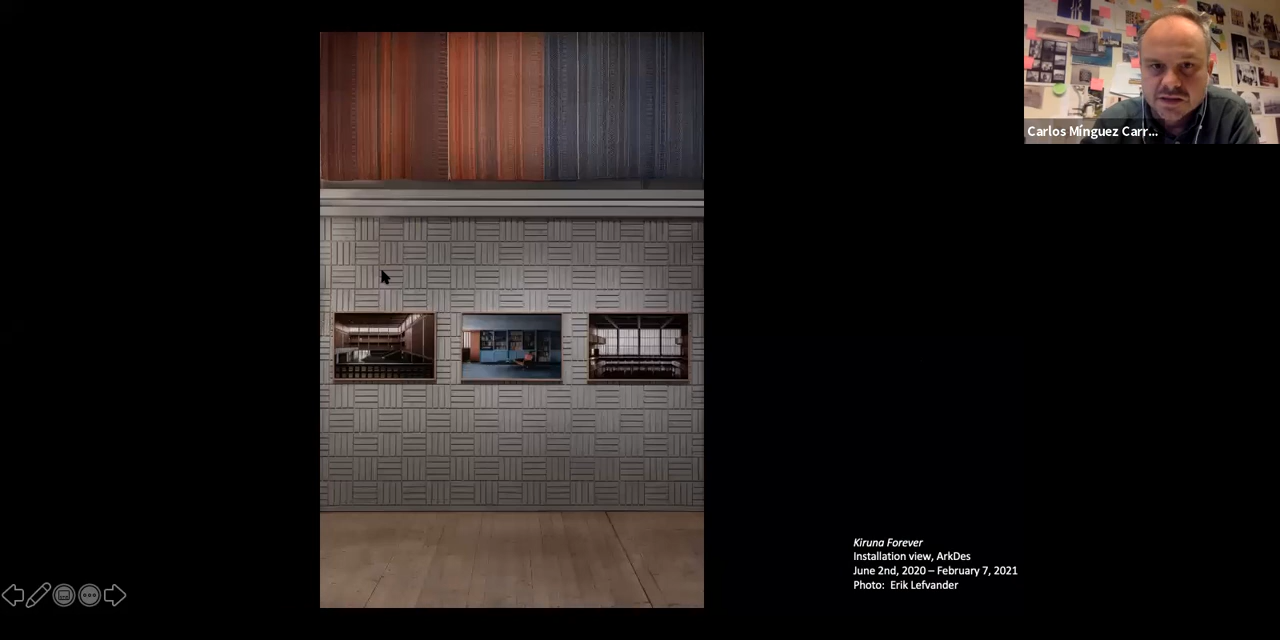 Carlos Mínguez Carr...
Kiruna Forever
Installation view, ArkDes
June 2nd, 2020 – February 7, 2021
Photo:  Erik Lefvander